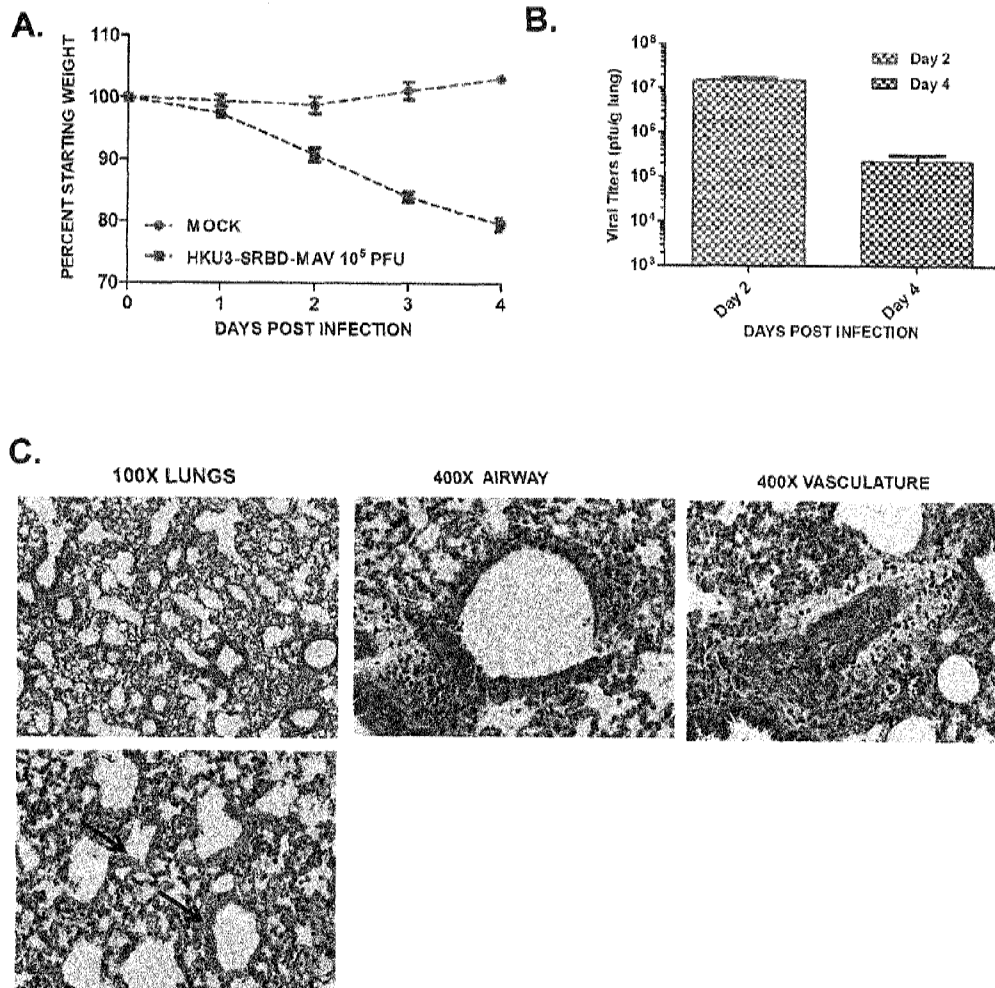 A.
PERCENT STARTING WEIGHT
110
100
90
80
70
MOCK
HKU3-SRBD-MAV 10⁵ PFU
0 1 2 3 4
DAYS POST INFECTION
B.
Viral Titers (pfu/g lung)
10⁸
10⁷
10⁶
10⁵
10⁴
10³
Day 2
Day 4
Day 2
Day 4
DAYS POST INFECTION
C.
100X LUNGS
400X AIRWAY
400X VASCULATURE